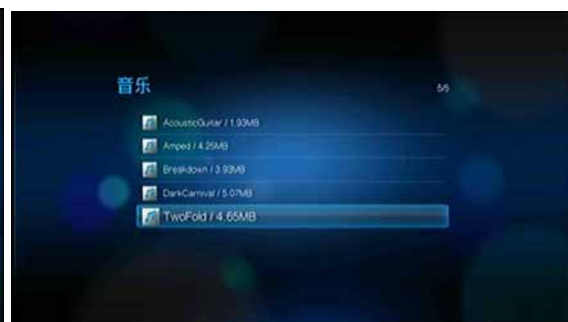 音乐
5/5
AcousticGuitar / 1.93MB
Amped / 4.25MB
Breakdown / 3.93MB
DarkCarnival / 5.07MB
TwoFold / 4.65MB